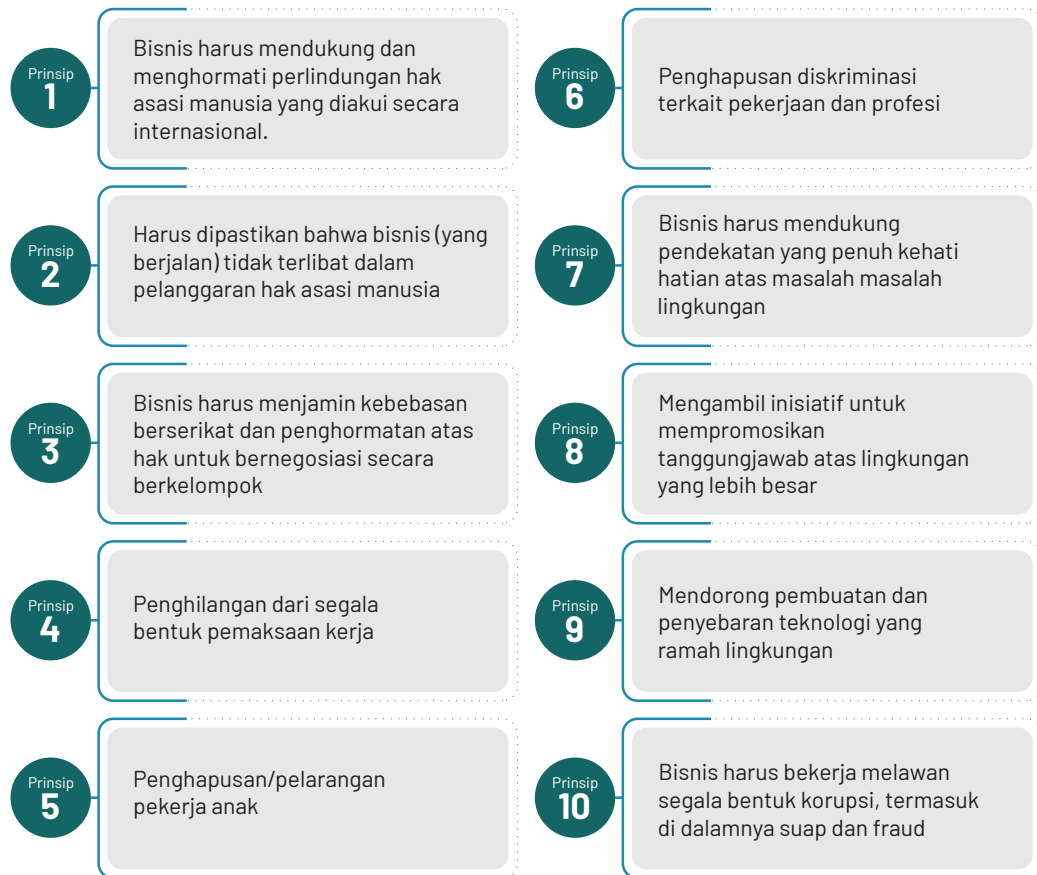 Prinsip
1
Bisnis harus mendukung dan
menghormati perlindungan hak
asasi manusia yang diakui secara
internasional.
Prinsip
2
Harus dipastikan bahwa bisnis (yang
berjalan) tidak terlibat dalam
pelanggaran hak asasi manusia
Prinsip
3
Bisnis harus menjamin kebebasan
berserikat dan penghormatan atas
hak untuk bernegosiasi secara
berkelompok
Prinsip
4
Penghilangan dari segala
bentuk pemaksaan kerja
Prinsip
5
Penghapusan/pelarangan
pekerja anak
Prinsip
6
Penghapusan diskriminasi
terkait pekerjaan dan profesi
Prinsip
7
Bisnis harus mendukung
pendekatan yang penuh kehati
hatian atas masalah masalah
lingkungan
Prinsip
8
Mengambil inisiatif untuk
mempromosikan
tanggungjawab atas lingkungan
yang lebih besar
Prinsip
9
Mendorong pembuatan dan
penyebaran teknologi yang
ramah lingkungan
Prinsip
10
Bisnis harus bekerja melawan
segala bentuk korupsi, termasuk
di dalamnya suap dan fraud